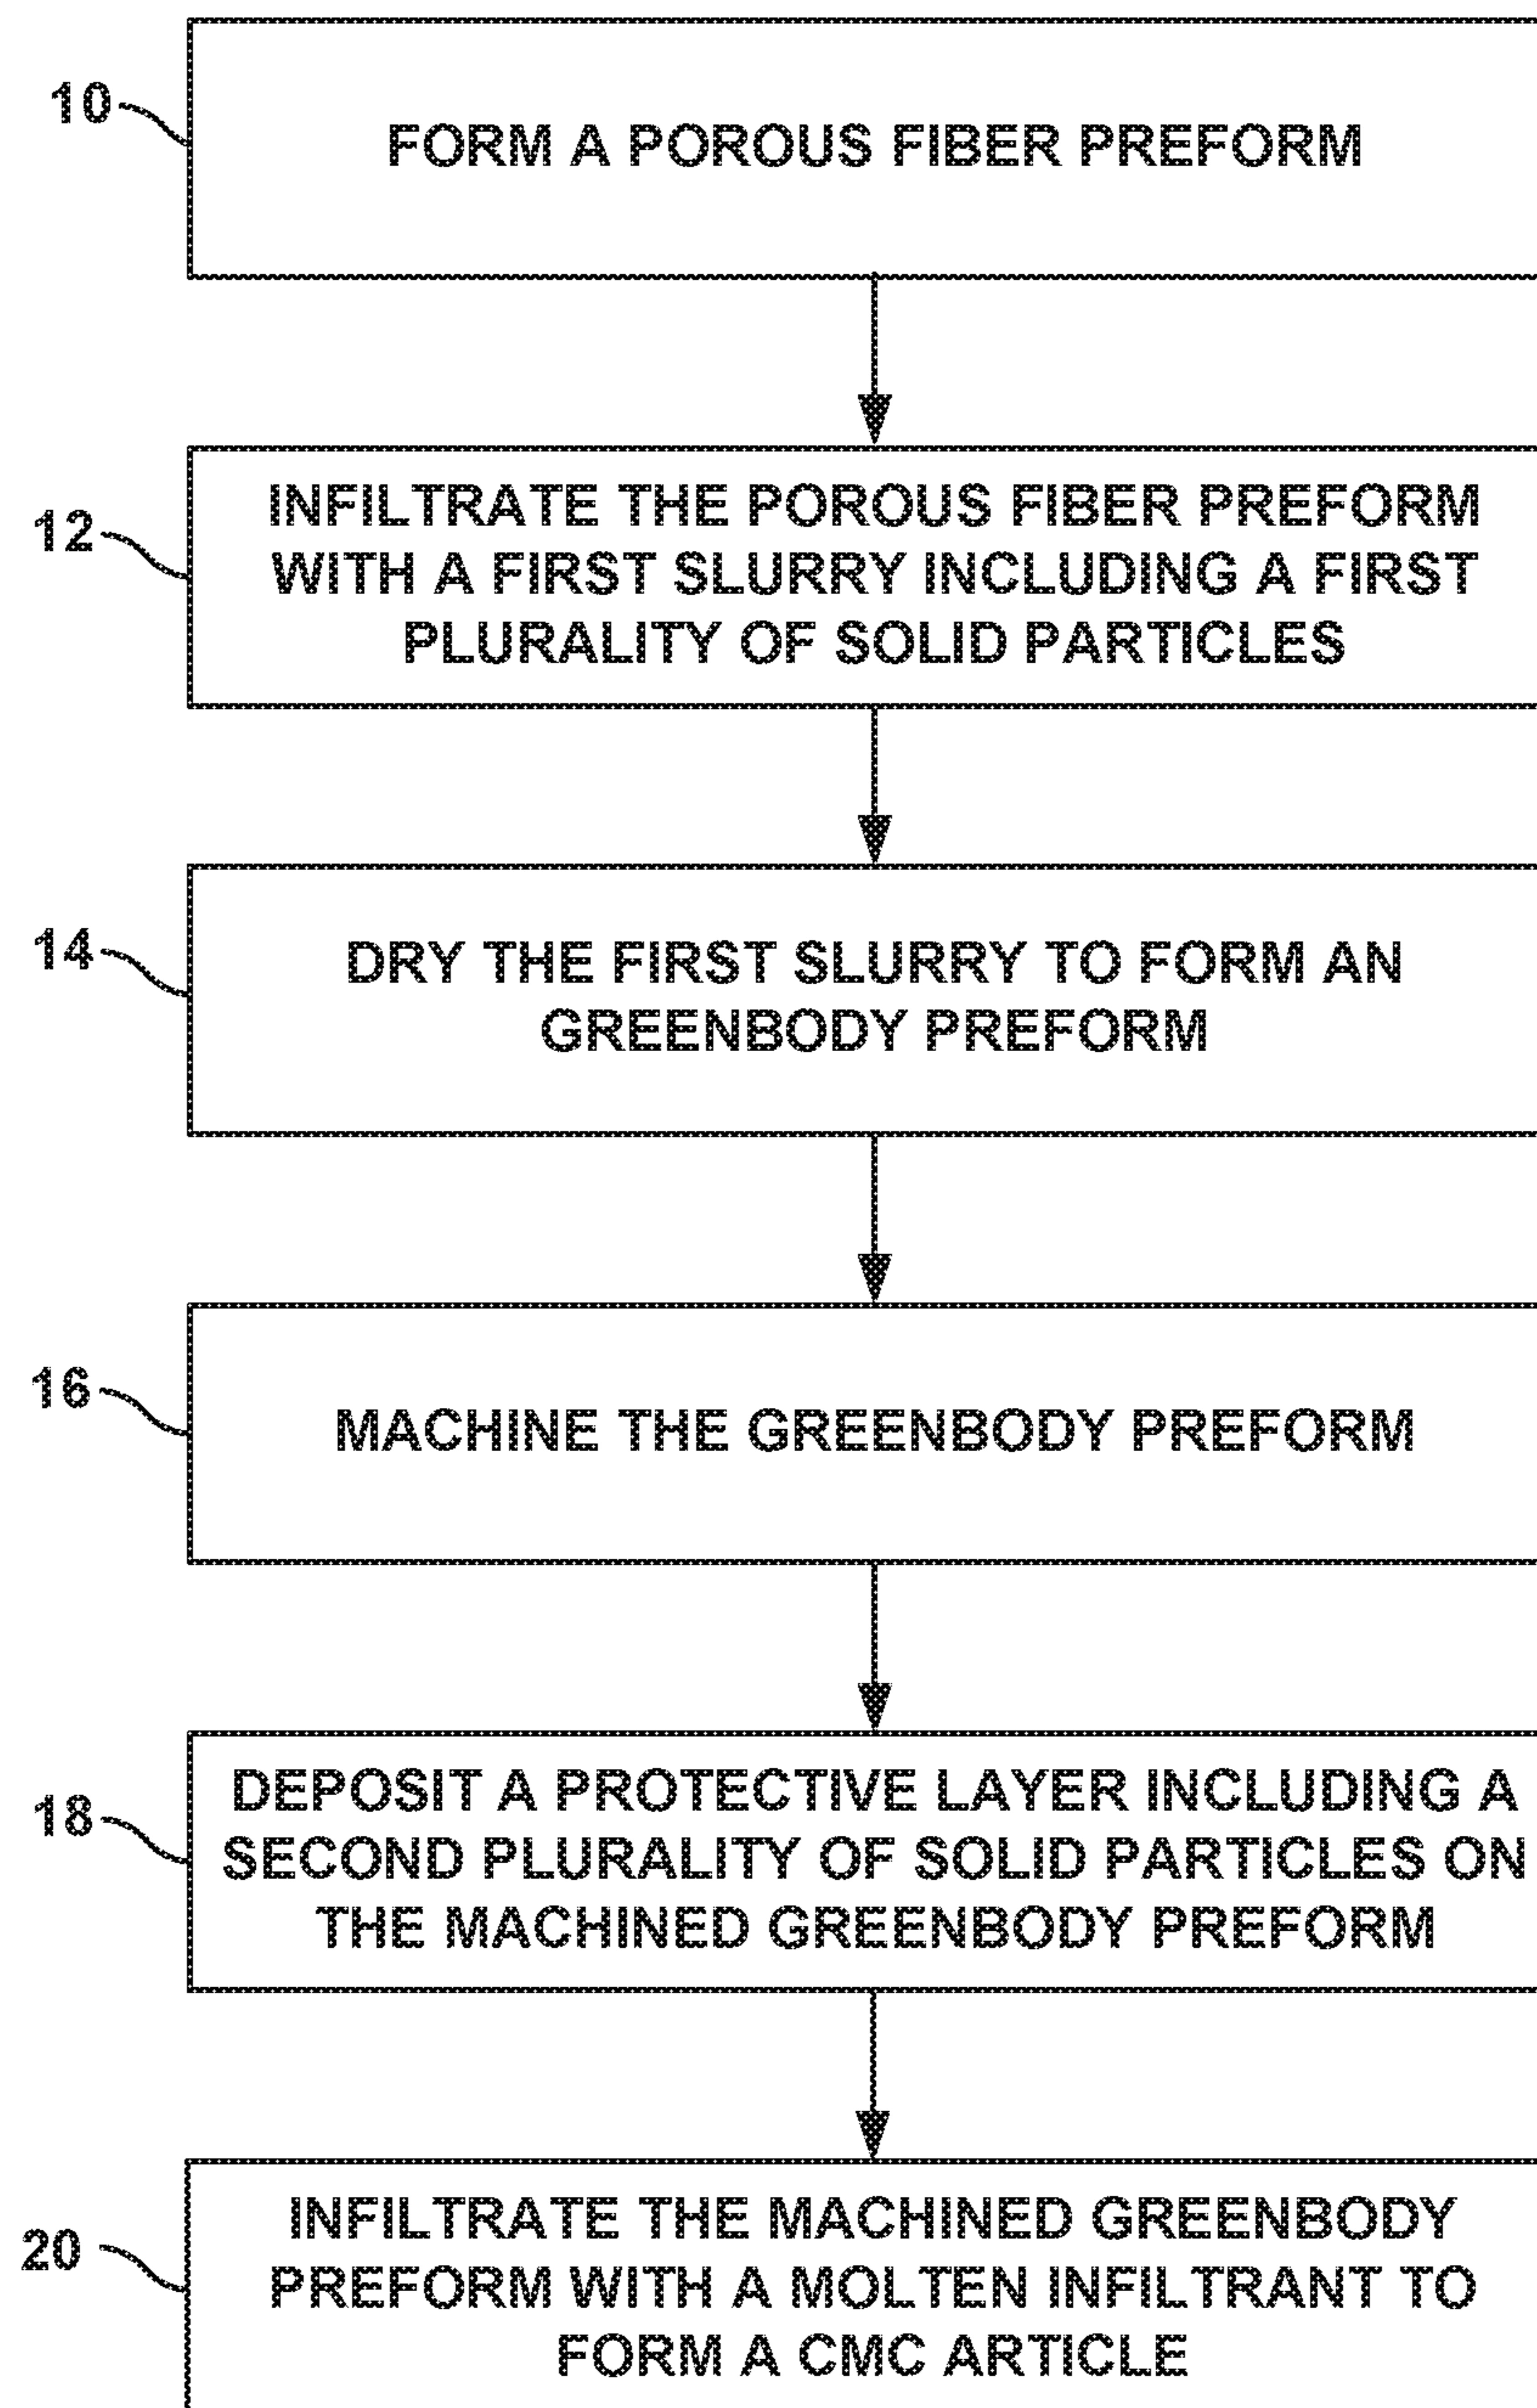 10
FORM A POROUS FIBER PREFORM
12
INFILTRATE THE POROUS FIBER PREFORM
WITH A FIRST SLURRY INCLUDING A FIRST
PLURALITY OF SOLID PARTICLES
14
DRY THE FIRST SLURRY TO FORM AN
GREENBODY PREFORM
16
MACHINE THE GREENBODY PREFORM
18
DEPOSIT A PROTECTIVE LAYER INCLUDING A
SECOND PLURALITY OF SOLID PARTICLES ON
THE MACHINED GREENBODY PREFORM
20
INFILTRATE THE MACHINED GREENBODY
PREFORM WITH A MOLTEN INFILTRANT TO
FORM A CMC ARTICLE